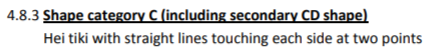 4.8.3 Shape category C (including secondary CD shape)
Hei tiki with straight lines touching each side at two points